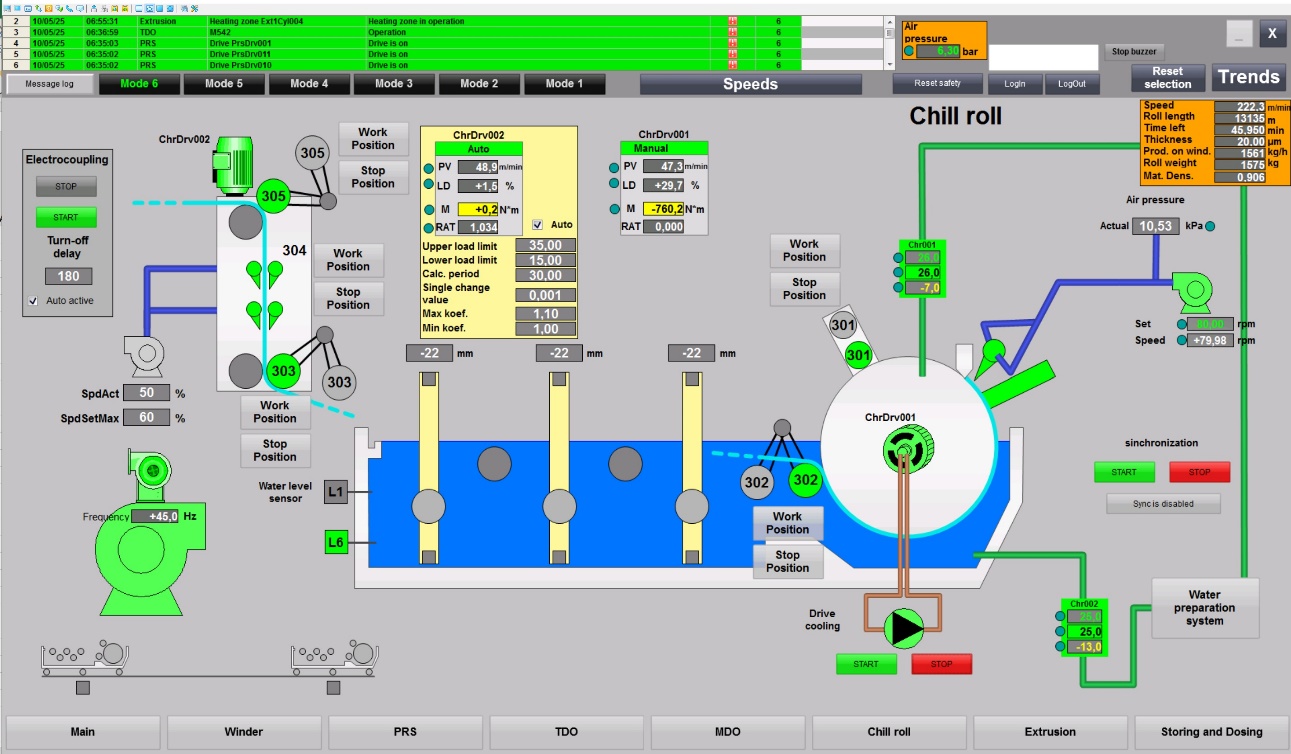 2 10/05/25 06:55:31 Extrusion Heating zone Ext1Cyl004 Heating zone in operation 6
3 10/05/25 06:36:59 TDO M542 Operation 6
4 10/05/25 06:35:03 PRS Drive PrsDrv001 Drive is on 6
5 10/05/25 06:35:02 PRS Drive PrsDrv011 Drive is on 6
6 10/05/25 06:35:02 PRS Drive PrsDrv010 Drive is on 6
Air
pressure
6,30 bar
Stop buzzer
_ X
Message log Mode 6 Mode 5 Mode 4 Mode 3 Mode 2 Mode 1 Speeds Reset safety LogIn LogOut
Reset
selection
Trends
Chill roll
Speed 222.3 m/min
Roll length 13135 m
Time left 45.950 min
Thickness 20.00 µm
Prod. on wind. 1561 kg/h
Roll weight 1575 kg
Mat. Dens. 0.906
Electrocoupling
STOP
START
Turn-off
delay
180
Auto active
ChrDrv002
305
305
Work
Position
Stop
Position
304
Work
Position
Stop
Position
303
303
Work
Position
Stop
Position
SpdAct 50 %
SpdSetMax 60 %
Frequency +45,0 Hz
ChrDrv002
Auto
PV 48,9 m/min
LD +1,5 %
M +0,2 N*m
RAT 1,034 Auto
Upper load limit 35,00
Lower load limit 15,00
Calc. period 30,00
Single change
value 0,001
Max koef. 1,10
Min koef. 1,00
ChrDrv001
Manual
PV 47,3 m/min
LD +29,7 %
M -760,2 N*m
RAT 0,000
-22 mm -22 mm -22 mm
Water level
sensor
L1
L6
Work
Position
Stop
Position
301
301
Chr001
26,0
-7,0
ChrDrv001
302 302
Work
Position
Stop
Position
Air pressure
Actual 10,53 kPa
Set 80,00 rpm
Speed +79,98 rpm
sinchronization
START STOP
Sync is disabled
Drive
cooling
START STOP
Chr002
25,0
-13,0
Water
preparation
system
Main Winder PRS TDO MDO Chill roll Extrusion Storing and Dosing